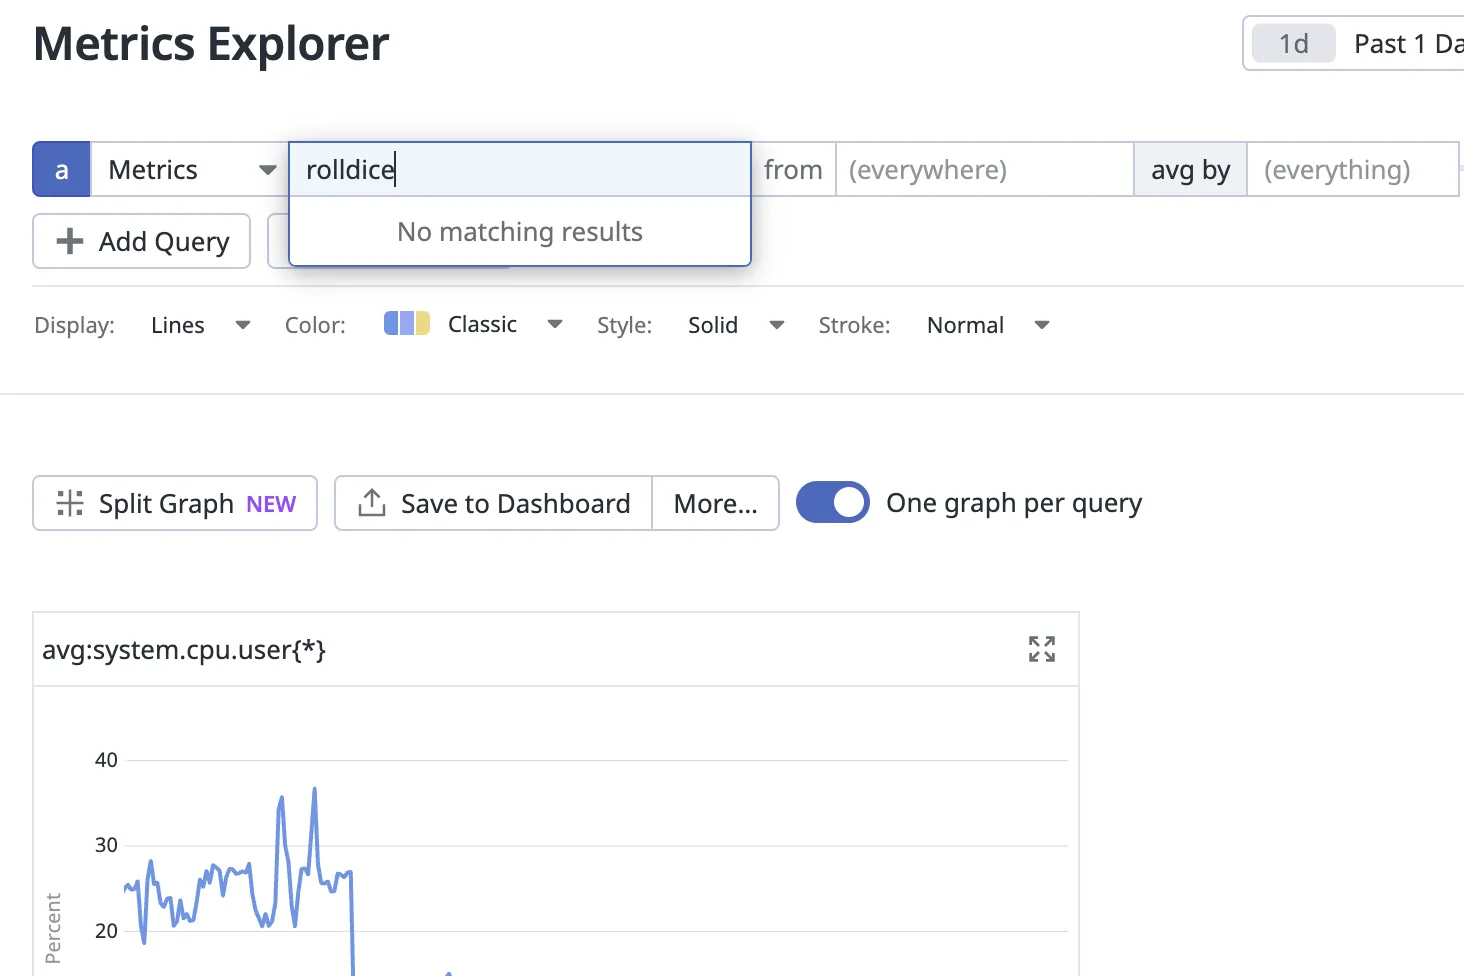 Metrics Explorer
1d Past 1 Da
a Metrics rolldice from (everywhere) avg by (everything)
No matching results
Add Query
Display: Lines Color: Classic Style: Solid Stroke: Normal
Split Graph NEW Save to Dashboard More... One graph per query
avg:system.cpu.user{*}
40
30
20
Percent